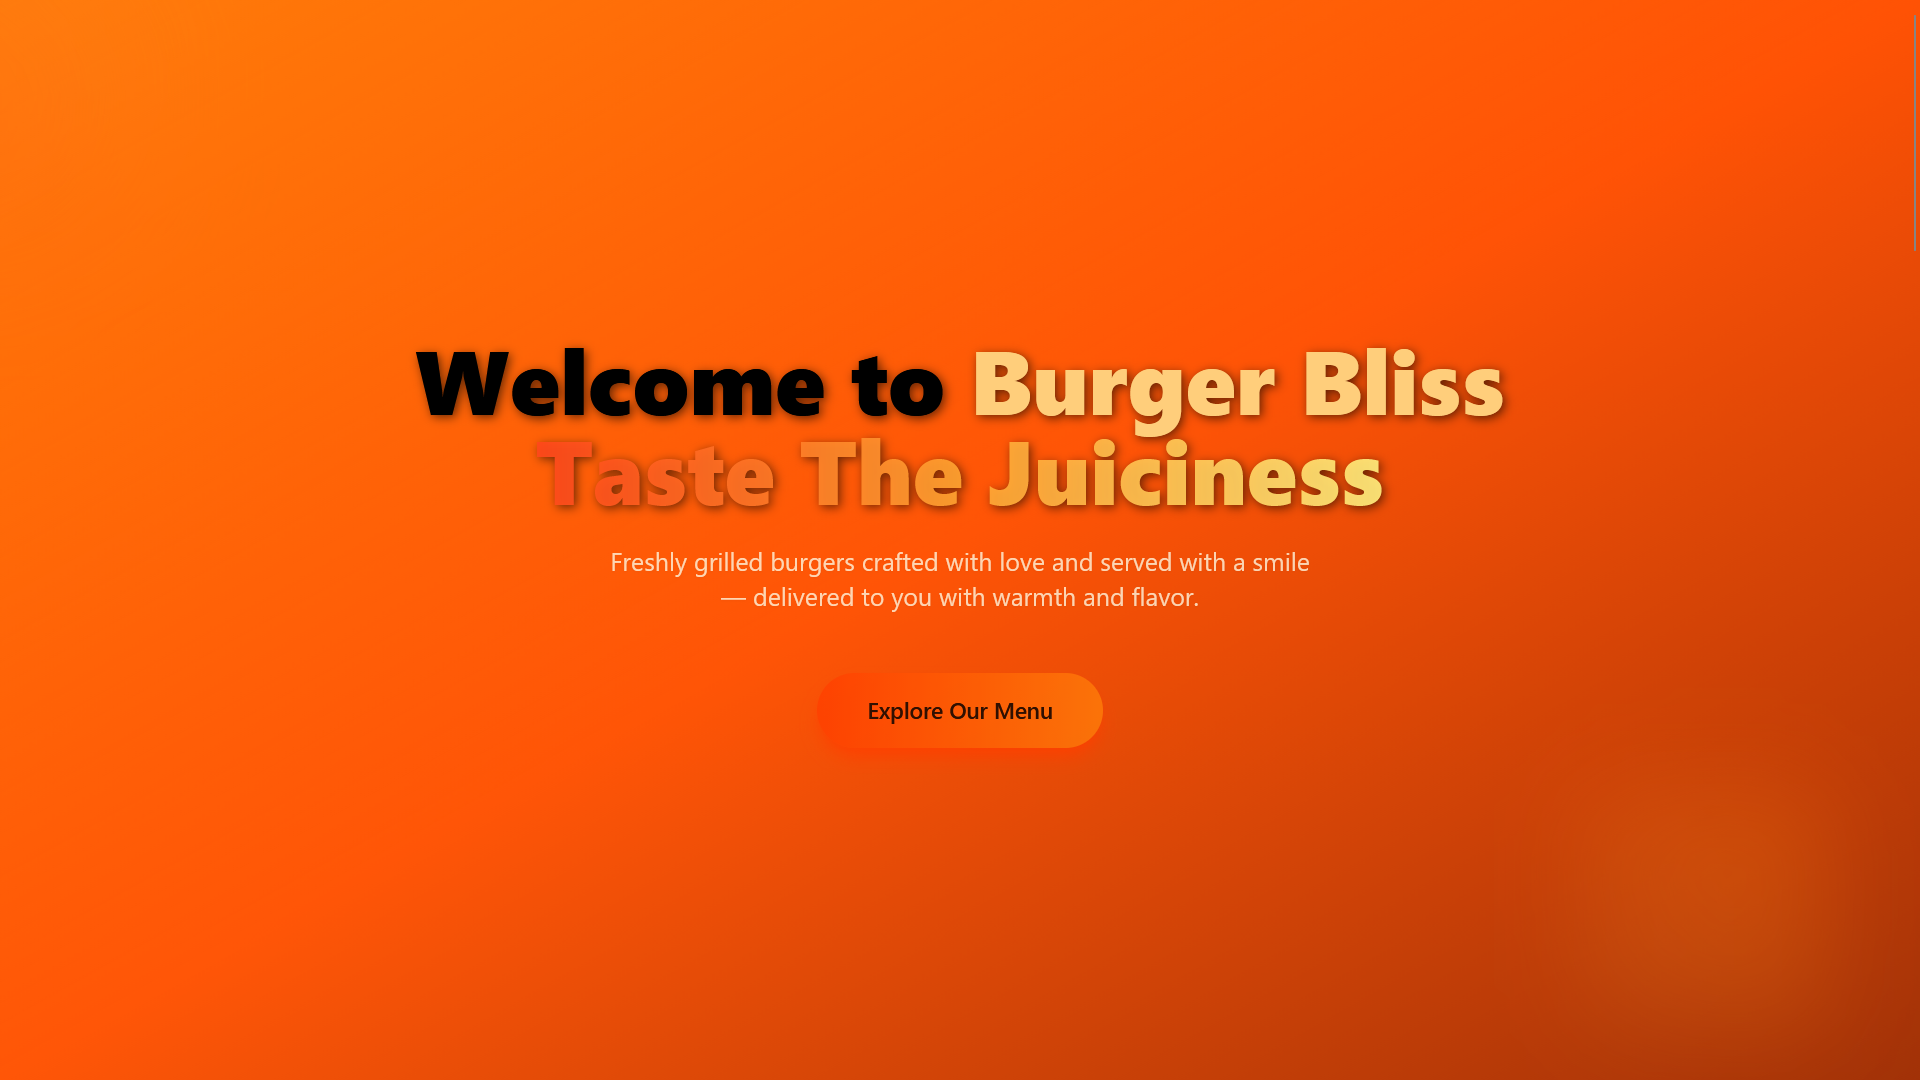 Welcome to Burger Bliss
Taste The Juiciness
Freshly grilled burgers crafted with love and served with a smile
— delivered to you with warmth and flavor.
Explore Our Menu